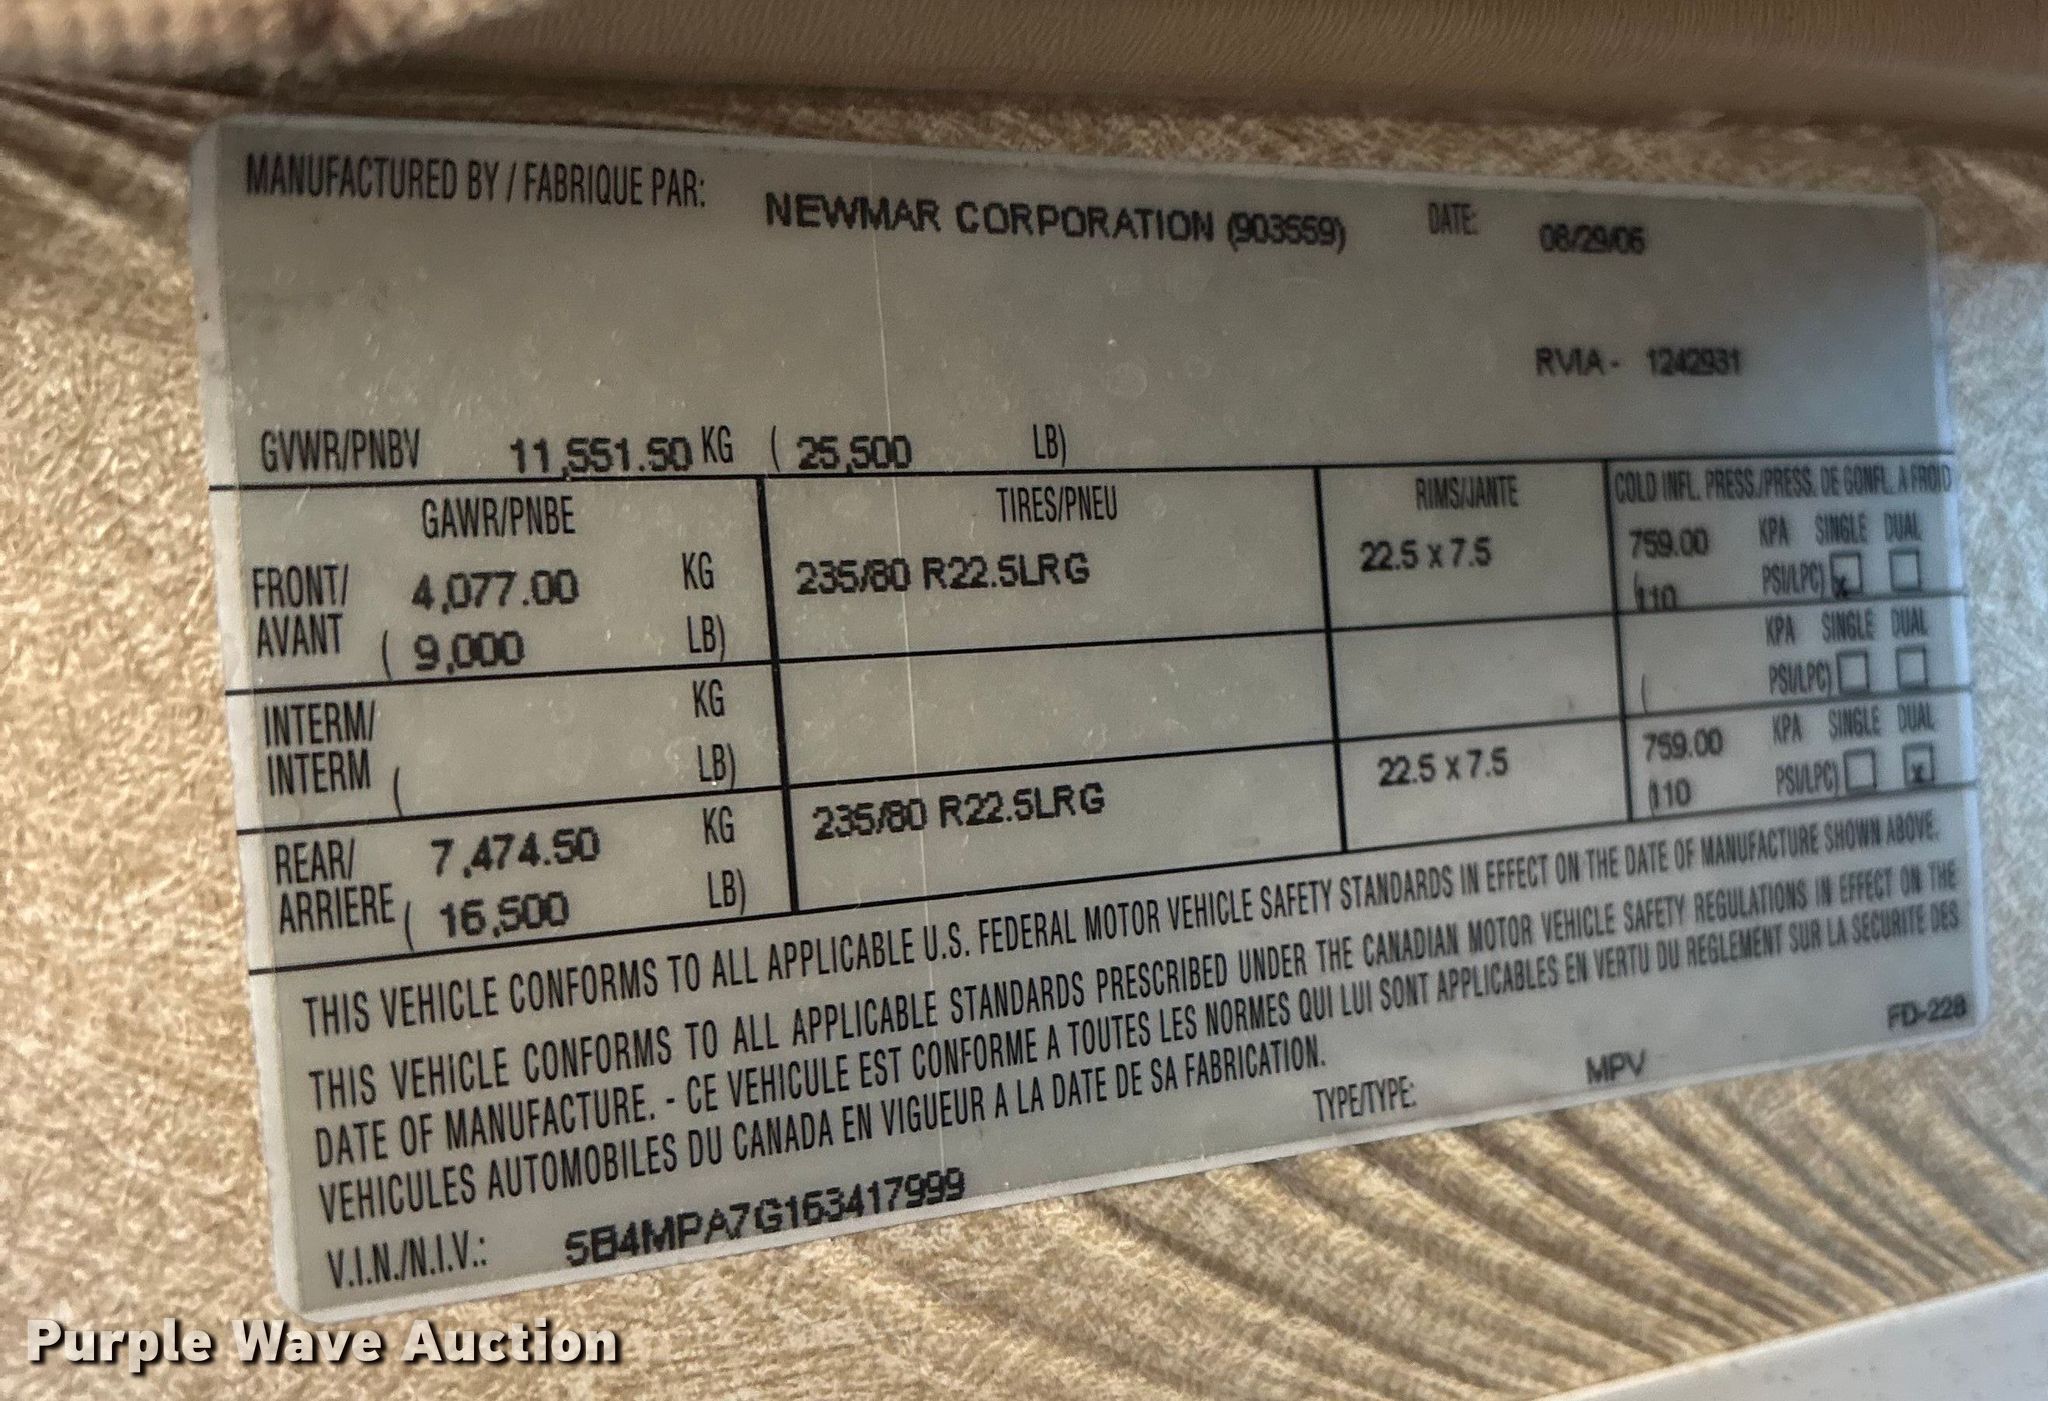 MANUFACTURED BY / FABRIQUE PAR: NEWMAR CORPORATION (903559) DATE: 08/29/06
RVIA - 1242931
GVWR/PNBV 11,551.50 KG ( 25,500 LB)
GAWR/PNBE TIRES/PNEU RIMS/JANTE COLD INFL. PRESS./PRESS. DE GONFL. A FROID
FRONT/ 4,077.00 KG 235/80 R22.5LRG 22.5 x 7.5 759.00 KPA SINGLE DUAL
AVANT ( 9,000 LB) (110 PSI/LPC) x
INTERM/ KG KPA SINGLE DUAL
INTERM ( LB) ( PSI/LPC)
REAR/ 7,474.50 KG 235/80 R22.5LRG 22.5 x 7.5 759.00 KPA SINGLE DUAL
ARRIERE ( 16,500 LB) (110 PSI/LPC) x
THIS VEHICLE CONFORMS TO ALL APPLICABLE U.S. FEDERAL MOTOR VEHICLE SAFETY STANDARDS IN EFFECT ON THE DATE OF MANUFACTURE SHOWN ABOVE.
THIS VEHICLE CONFORMS TO ALL APPLICABLE STANDARDS PRESCRIBED UNDER THE CANADIAN MOTOR VEHICLE SAFETY REGULATIONS IN EFFECT ON THE
DATE OF MANUFACTURE. - CE VEHICULE EST CONFORME A TOUTES LES NORMES QUI LUI SONT APPLICABLES EN VERTU DU REGLEMENT SUR LA SECURITE DES
VEHICULES AUTOMOBILES DU CANADA EN VIGUEUR A LA DATE DE SA FABRICATION.
FD-228
V.I.N./N.I.V.: 5B4MPA7G163417999 TYPE/TYPE: MPV
Purple Wave Auction